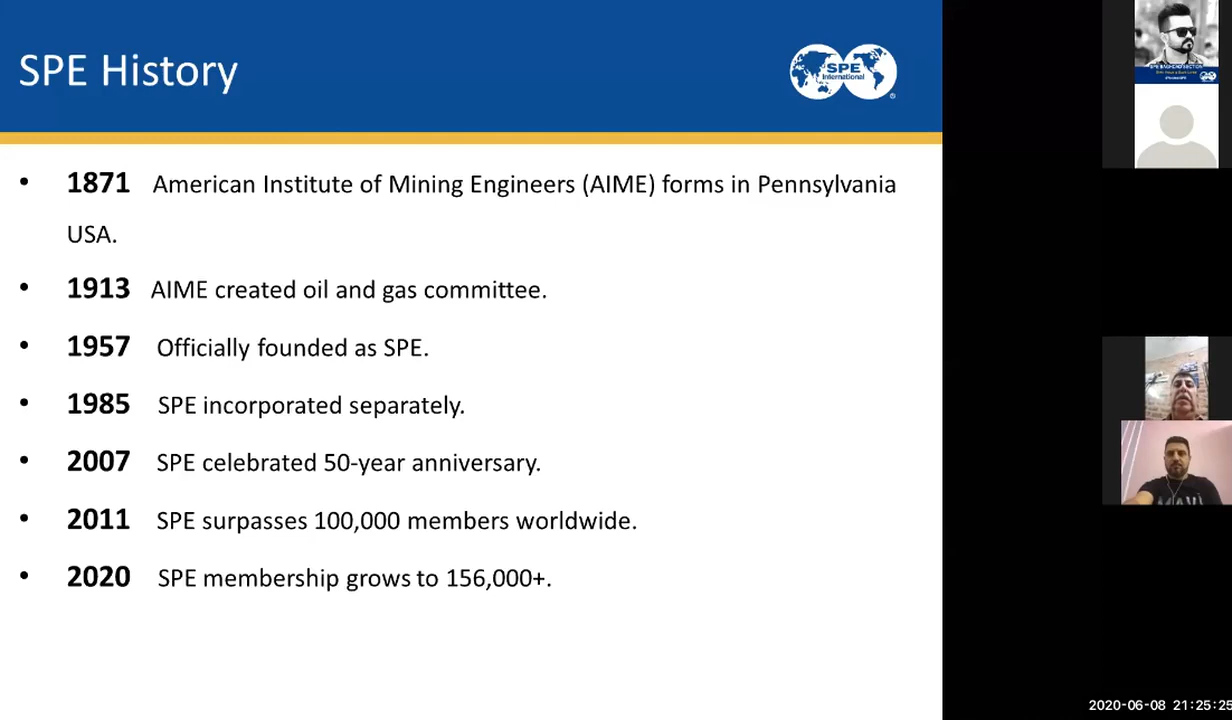 SPE History
SPE
International
®
• 1871 American Institute of Mining Engineers (AIME) forms in Pennsylvania
USA.
• 1913 AIME created oil and gas committee.
• 1957 Officially founded as SPE.
• 1985 SPE incorporated separately.
• 2007 SPE celebrated 50-year anniversary.
• 2011 SPE surpasses 100,000 members worldwide.
• 2020 SPE membership grows to 156,000+.
SPE BAGHDAD SECTION
2020-06-08 21:25:25